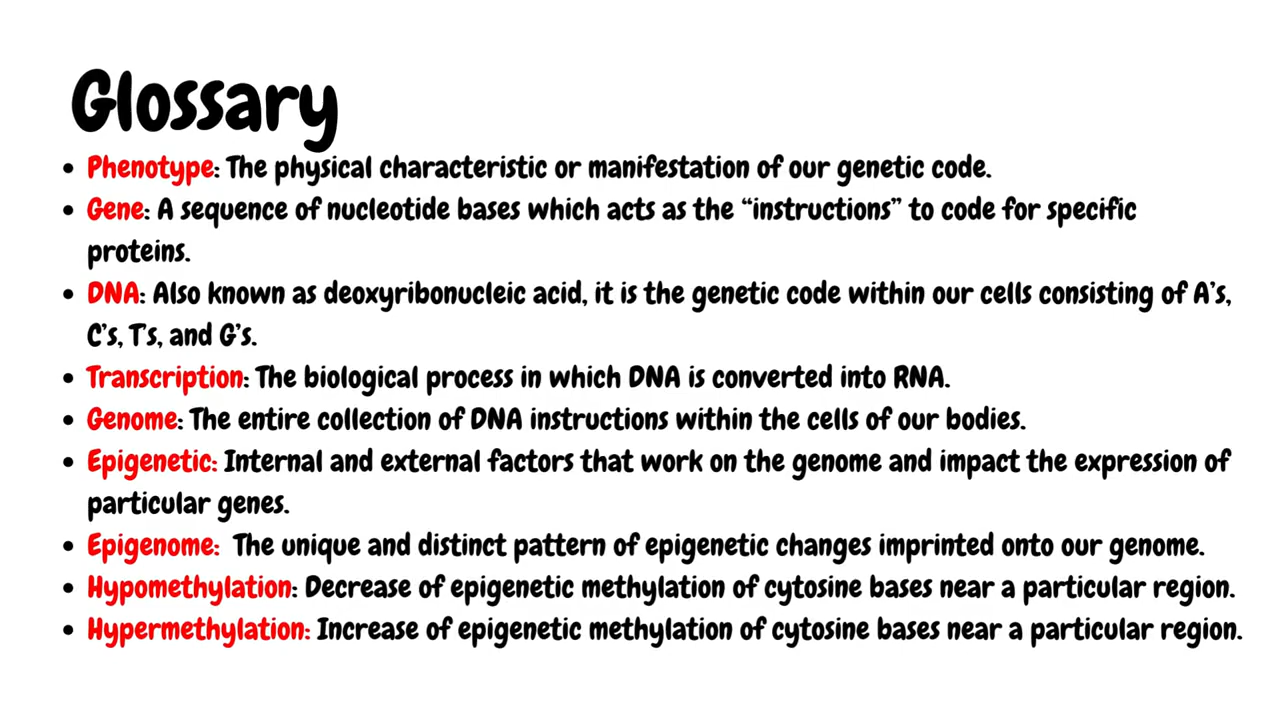 Glossary
• Phenotype: The physical characteristic or manifestation of our genetic code.
• Gene: A sequence of nucleotide bases which acts as the “instructions” to code for specific
proteins.
• DNA: Also known as deoxyribonucleic acid, it is the genetic code within our cells consisting of A's,
C's, T's, and G's.
• Transcription: The biological process in which DNA is converted into RNA.
• Genome: The entire collection of DNA instructions within the cells of our bodies.
• Epigenetic: Internal and external factors that work on the genome and impact the expression of
particular genes.
• Epigenome: The unique and distinct pattern of epigenetic changes imprinted onto our genome.
• Hypomethylation: Decrease of epigenetic methylation of cytosine bases near a particular region.
• Hypermethylation: Increase of epigenetic methylation of cytosine bases near a particular region.